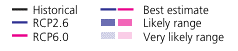 Historical
RCP2.6
RCP6.0
Best estimate
Likely range
Very likely range